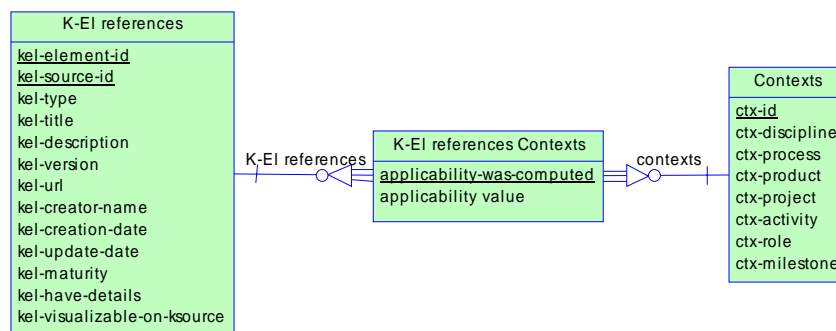 K-El references
kel-element-id
kel-source-id
kel-type
kel-title
kel-description
kel-version
kel-url
kel-creator-name
kel-creation-date
kel-update-date
kel-maturity
kel-have-details
kel-visualizable-on-ksource
K-El references
K-El references Contexts
applicability-was-computed
applicability value
contexts
Contexts
ctx-id
ctx-discipline
ctx-process
ctx-product
ctx-project
ctx-activity
ctx-role
ctx-milestone